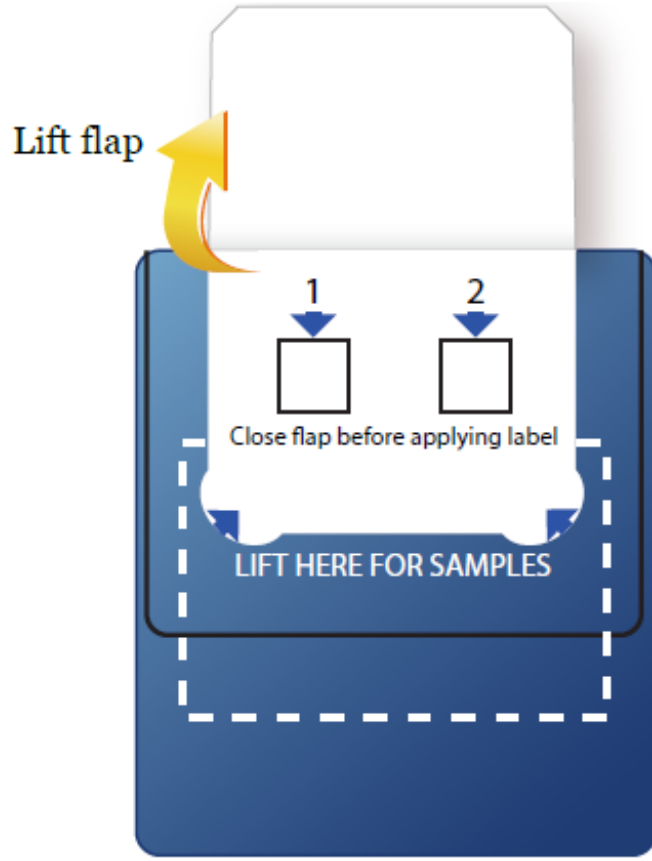 Lift flap
1 2
Close flap before applying label
LIFT HERE FOR SAMPLES